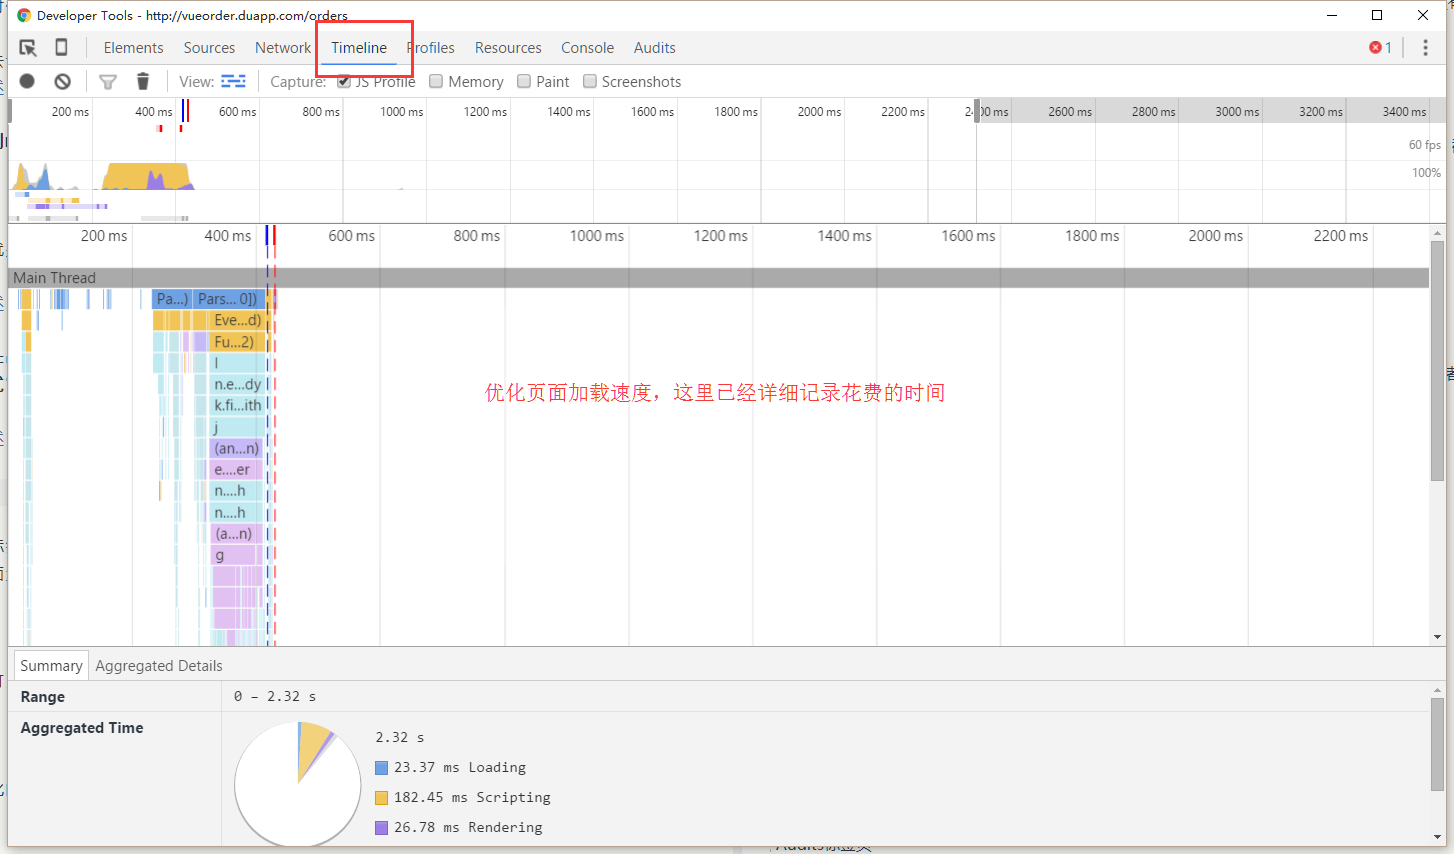 Developer Tools - http://vueorder.duapp.com/orders
Elements Sources Network Timeline Profiles Resources Console Audits 1
View: Capture: JS Profile Memory Paint Screenshots
200 ms 400 ms 600 ms 800 ms 1000 ms 1200 ms 1400 ms 1600 ms 1800 ms 2000 ms 2200 ms 2400 ms 2600 ms 2800 ms 3000 ms 3200 ms 3400 ms
60 fps
100%
200 ms 400 ms 600 ms 800 ms 1000 ms 1200 ms 1400 ms 1600 ms 1800 ms 2000 ms 2200 ms
Main Thread
Pa...) Pars... 0])
Eve...d)
Fu...2)
l
n.e...dy
k.fi...ith
j
(an...n)
e....er
n....h
n....h
(a...n)
g
优化页面加载速度，这里已经详细记录花费的时间
Summary Aggregated Details
Range 0 – 2.32 s
Aggregated Time
2.32 s
23.37 ms Loading
182.45 ms Scripting
26.78 ms Rendering